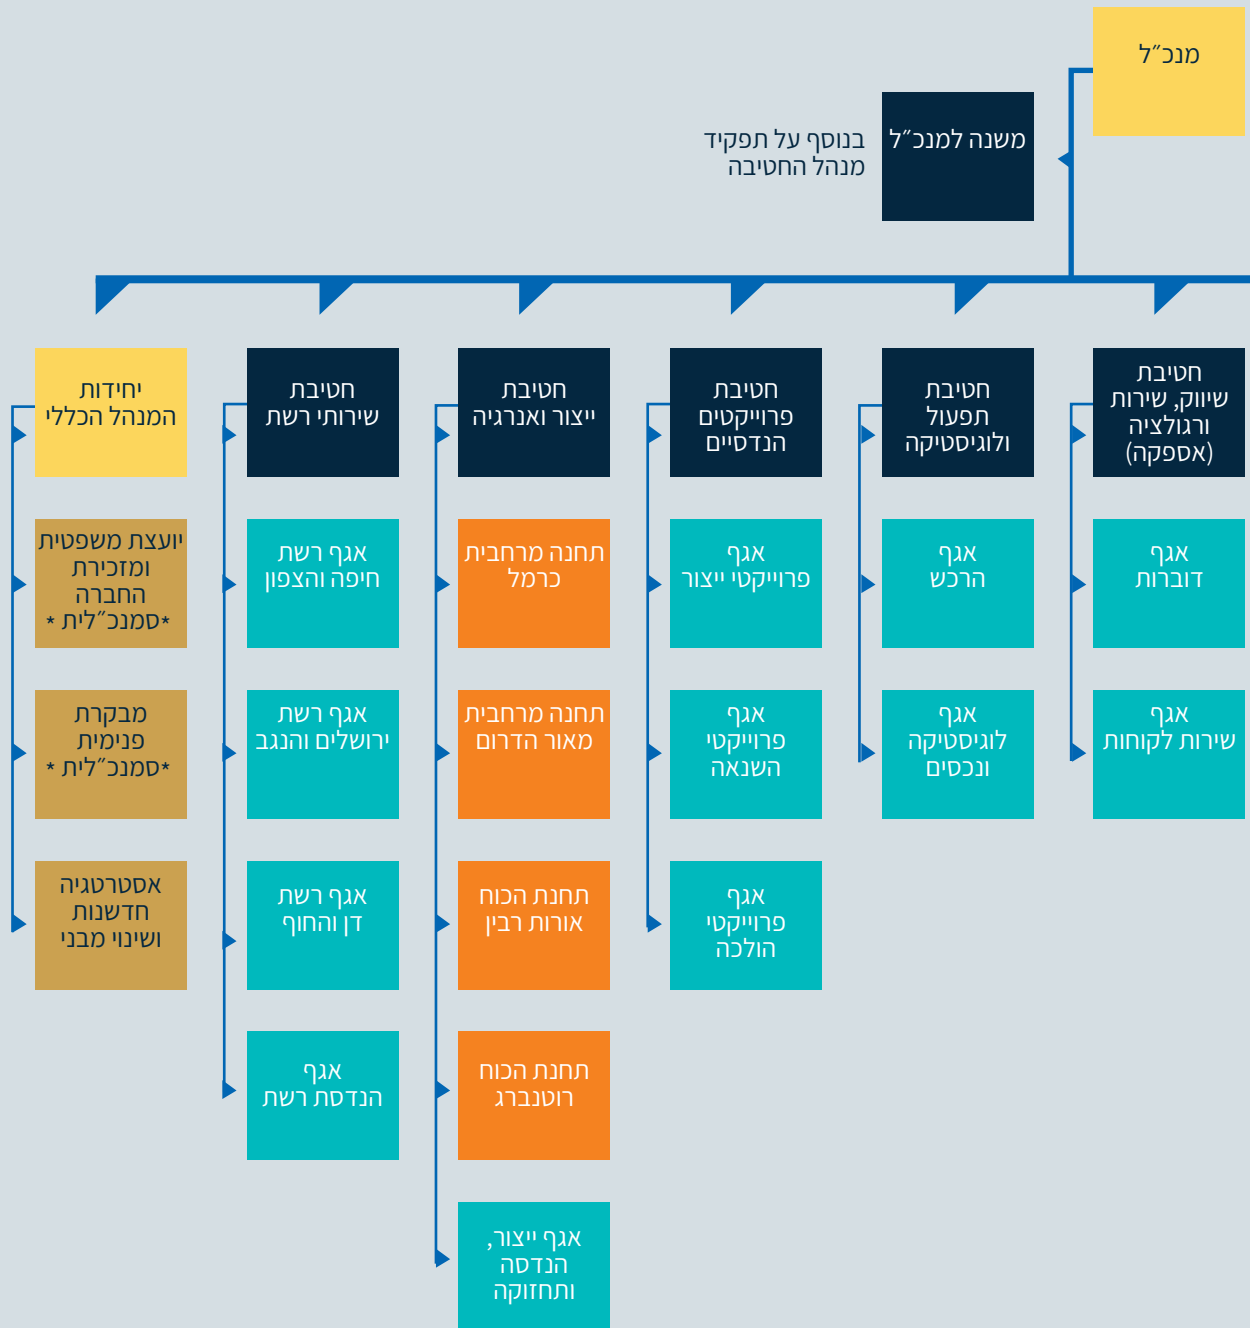 מנכ״ל
משנה למנכ״ל
בנוסף על תפקיד
מנהל החטיבה
חטיבת
שיווק, שירות
ורגולציה
(אספקה)
אגף
דוברות
אגף
שירות לקוחות
חטיבת
תפעול
ולוגיסטיקה
אגף
הרכש
אגף
לוגיסטיקה
ונכסים
חטיבת
פרוייקטים
הנדסיים
אגף
פרוייקטי ייצור
אגף
פרוייקטי
השנאה
אגף
פרוייקטי
הולכה
חטיבת
ייצור ואנרגיה
תחנה מרחבית
כרמל
תחנה מרחבית
מאור הדרום
תחנת הכוח
אורות רבין
תחנת הכוח
רוטנברג
אגף ייצור,
הנדסה
ותחזוקה
חטיבת
שירותי רשת
אגף רשת
חיפה והצפון
אגף רשת
ירושלים והנגב
אגף רשת
דן והחוף
אגף
הנדסת רשת
יחידות
המנהל הכללי
יועצת משפטית
ומזכירת
החברה
*סמנכ״לית *
מבקרת
פנימית
*סמנכ״לית *
אסטרטגיה
חדשנות
ושינוי מבני